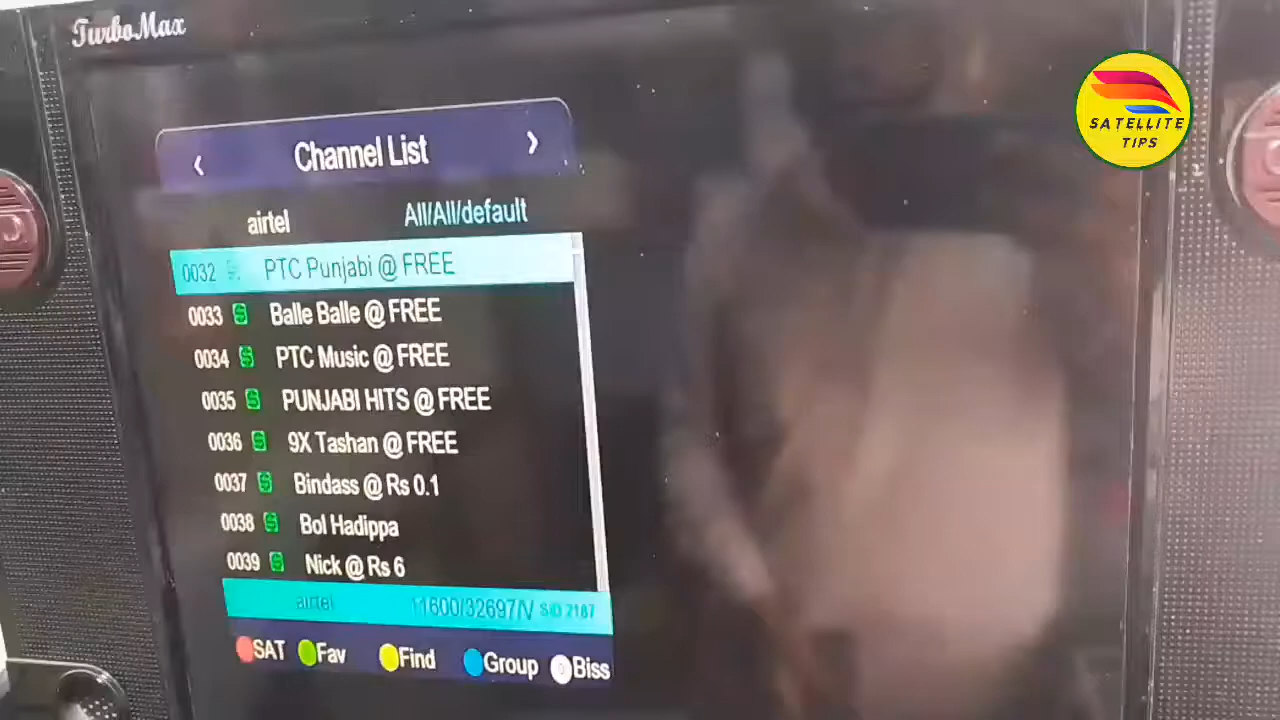 TurboMax
SATELLITE
TIPS
‹ Channel List ›
airtel All/All/default
0032 $ PTC Punjabi @ FREE
0033 $ Balle Balle @ FREE
0034 $ PTC Music @ FREE
0035 $ PUNJABI HITS @ FREE
0036 $ 9X Tashan @ FREE
0037 $ Bindass @ Rs 0.1
0038 $ Bol Hadippa
0039 $ Nick @ Rs 6
airtel 11600/32697/V SID 2187
SAT Fav Find Group Biss